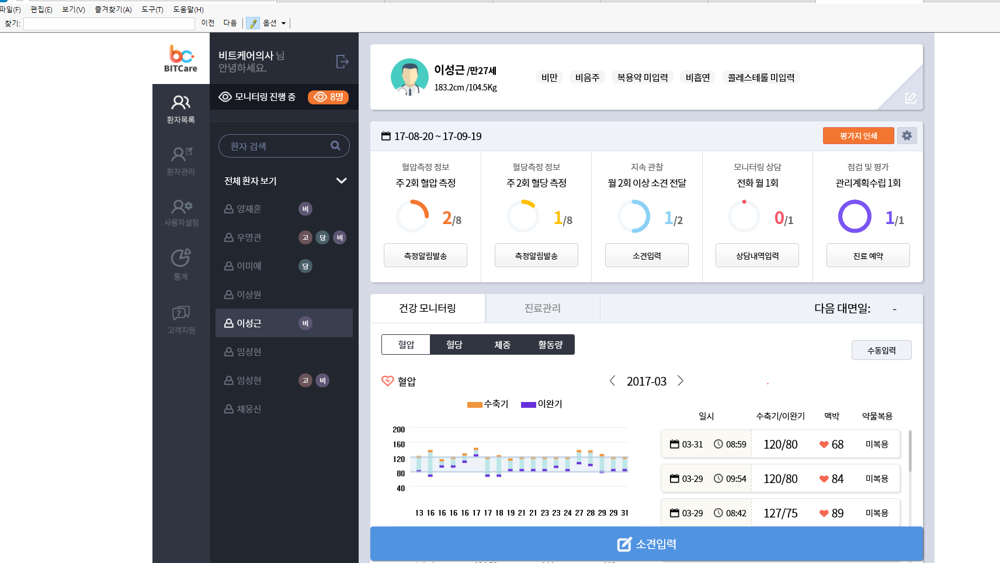 파일(F) 편집(E) 보기(V) 즐겨찾기(A) 도구(T) 도움말(H)
찾기: 이전 다음 옵션
bc
BITCare
비트케어의사 님
안녕하세요.
모니터링 진행 중 8명
환자목록
환자관리
사용자설정
통계
고객지원
환자 검색
전체 환자 보기
양재훈 비
우명관 고 당 비
이미애 당
이상원
이성근 비
임성현
임성현 고 비
채웅신
이성근 /만27세
183.2cm /104.5Kg
비만 비음주 복용약 미입력 비흡연 콜레스테롤 미입력
17-08-20 ~ 17-09-19 평가지 인쇄
혈압측정 정보
주 2회 혈압 측정
2/8
측정알림발송
혈당측정 정보
주 2회 혈당 측정
1/8
측정알림발송
지속 관찰
월 2회 이상 소견 전달
1/2
소견입력
모니터링 상담
전화 월 1회
0/1
상담내역입력
점검 및 평가
관리계획수립 1회
1/1
진료 예약
건강 모니터링 진료관리 다음 대면일: -
혈압 혈당 체중 활동량 수동입력
혈압 2017-03
수축기 이완기
200
160
120
80
40
13 16 16 16 16 17 17 18 19 21 21 23 23 24 27 28 29 29 31
일시 수축기/이완기 맥박 약물복용
03-31 08:59 120/80 68 미복용
03-29 09:54 120/80 84 미복용
03-29 08:42 127/75 89 미복용
소견입력